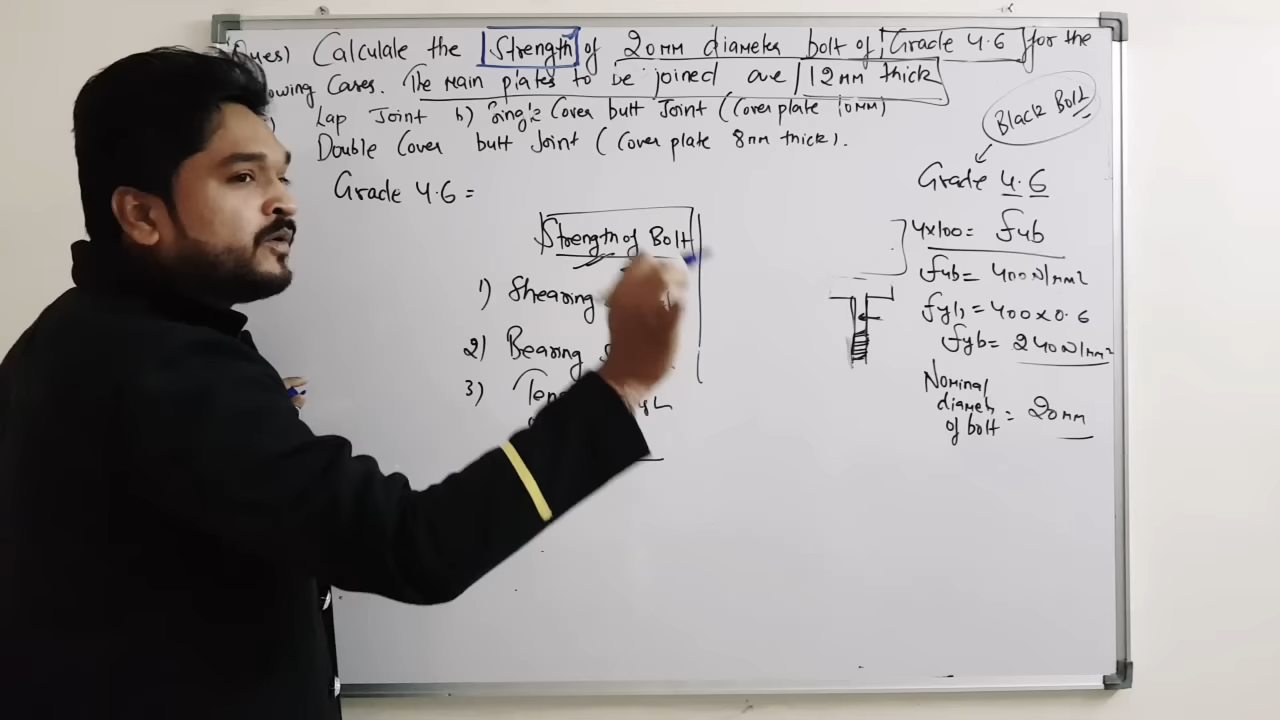 Ques) Calculate the Strength of 20mm diameter bolt of Grade 4.6 for the
owing Cases. The main plates to be joined are 12mm thick
Lap Joint b) Single Cover butt Joint (Cover plate 10mm)
Double Cover butt Joint (Cover plate 8mm thick).
Grade 4.6 =
Strength of Bolt
1) Shearing
2) Bearing
3)
Black Bolt
Grade 4.6
4x100 = fub
fub = 400N/mm²
fyb = 400x0.6
fyb = 240N/mm²
Nominal
diameter
of bolt = 20mm